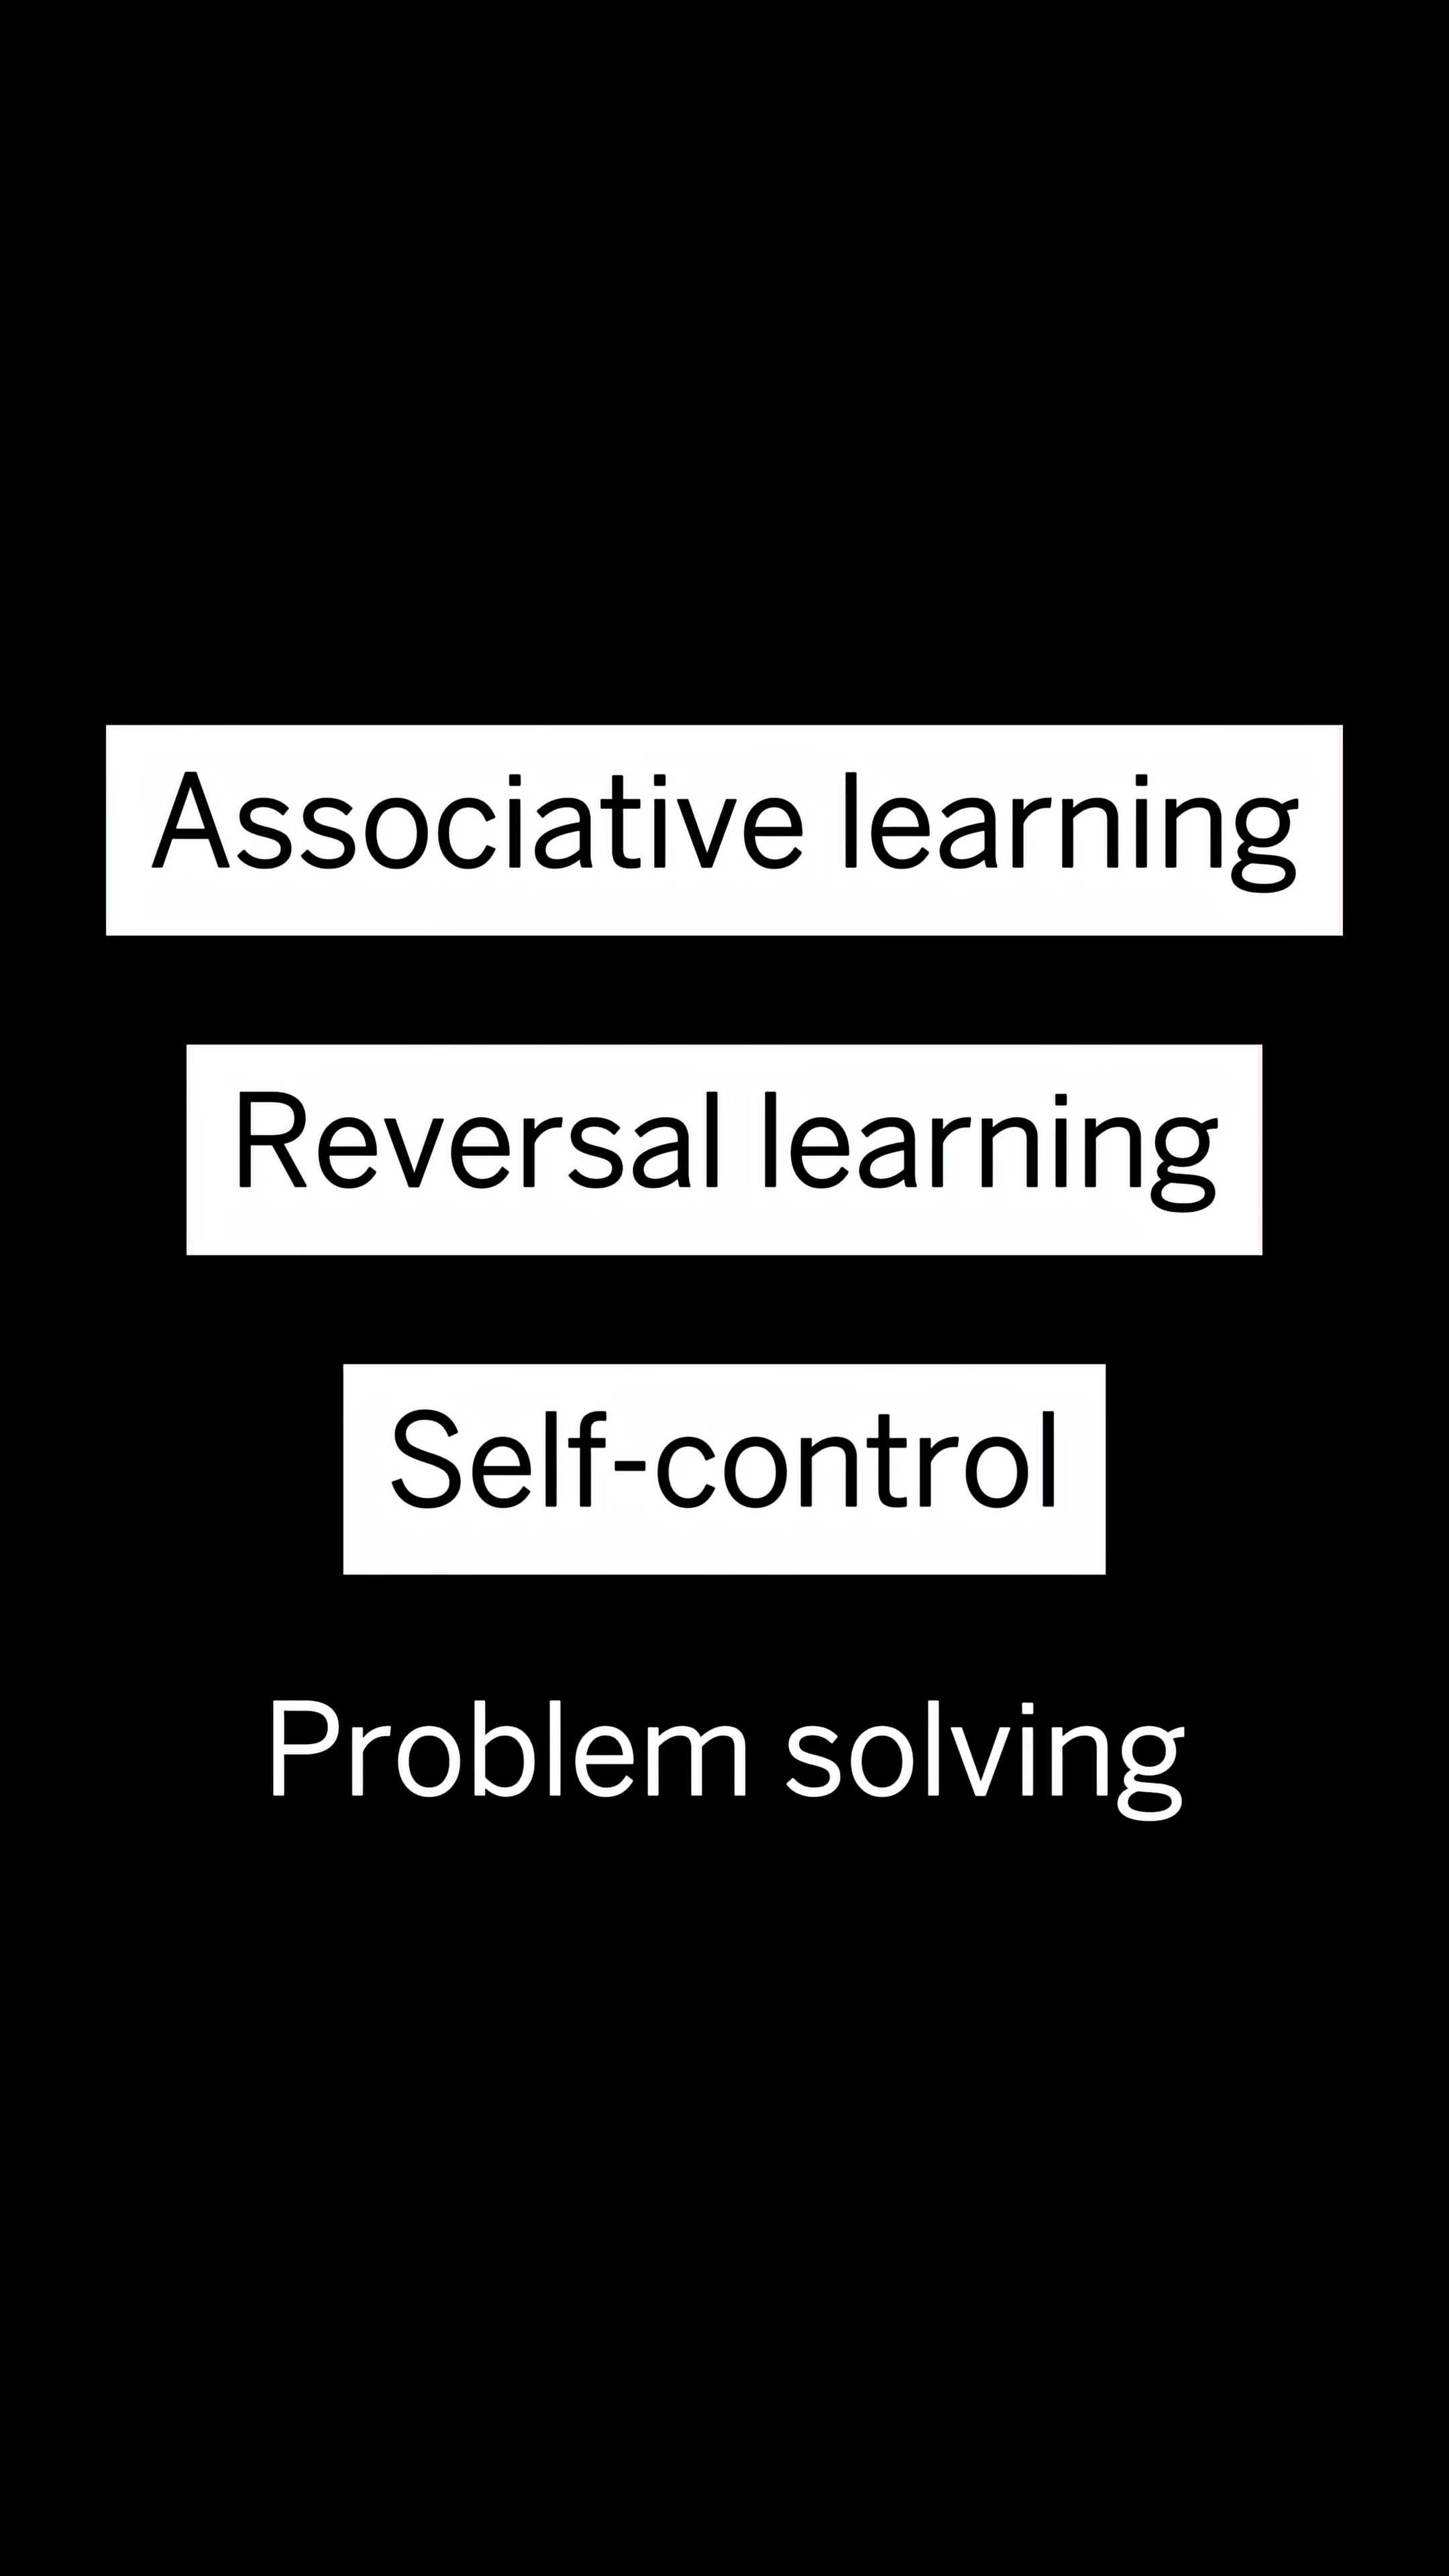 Associative learning
Reversal learning
Self-control
Problem solving